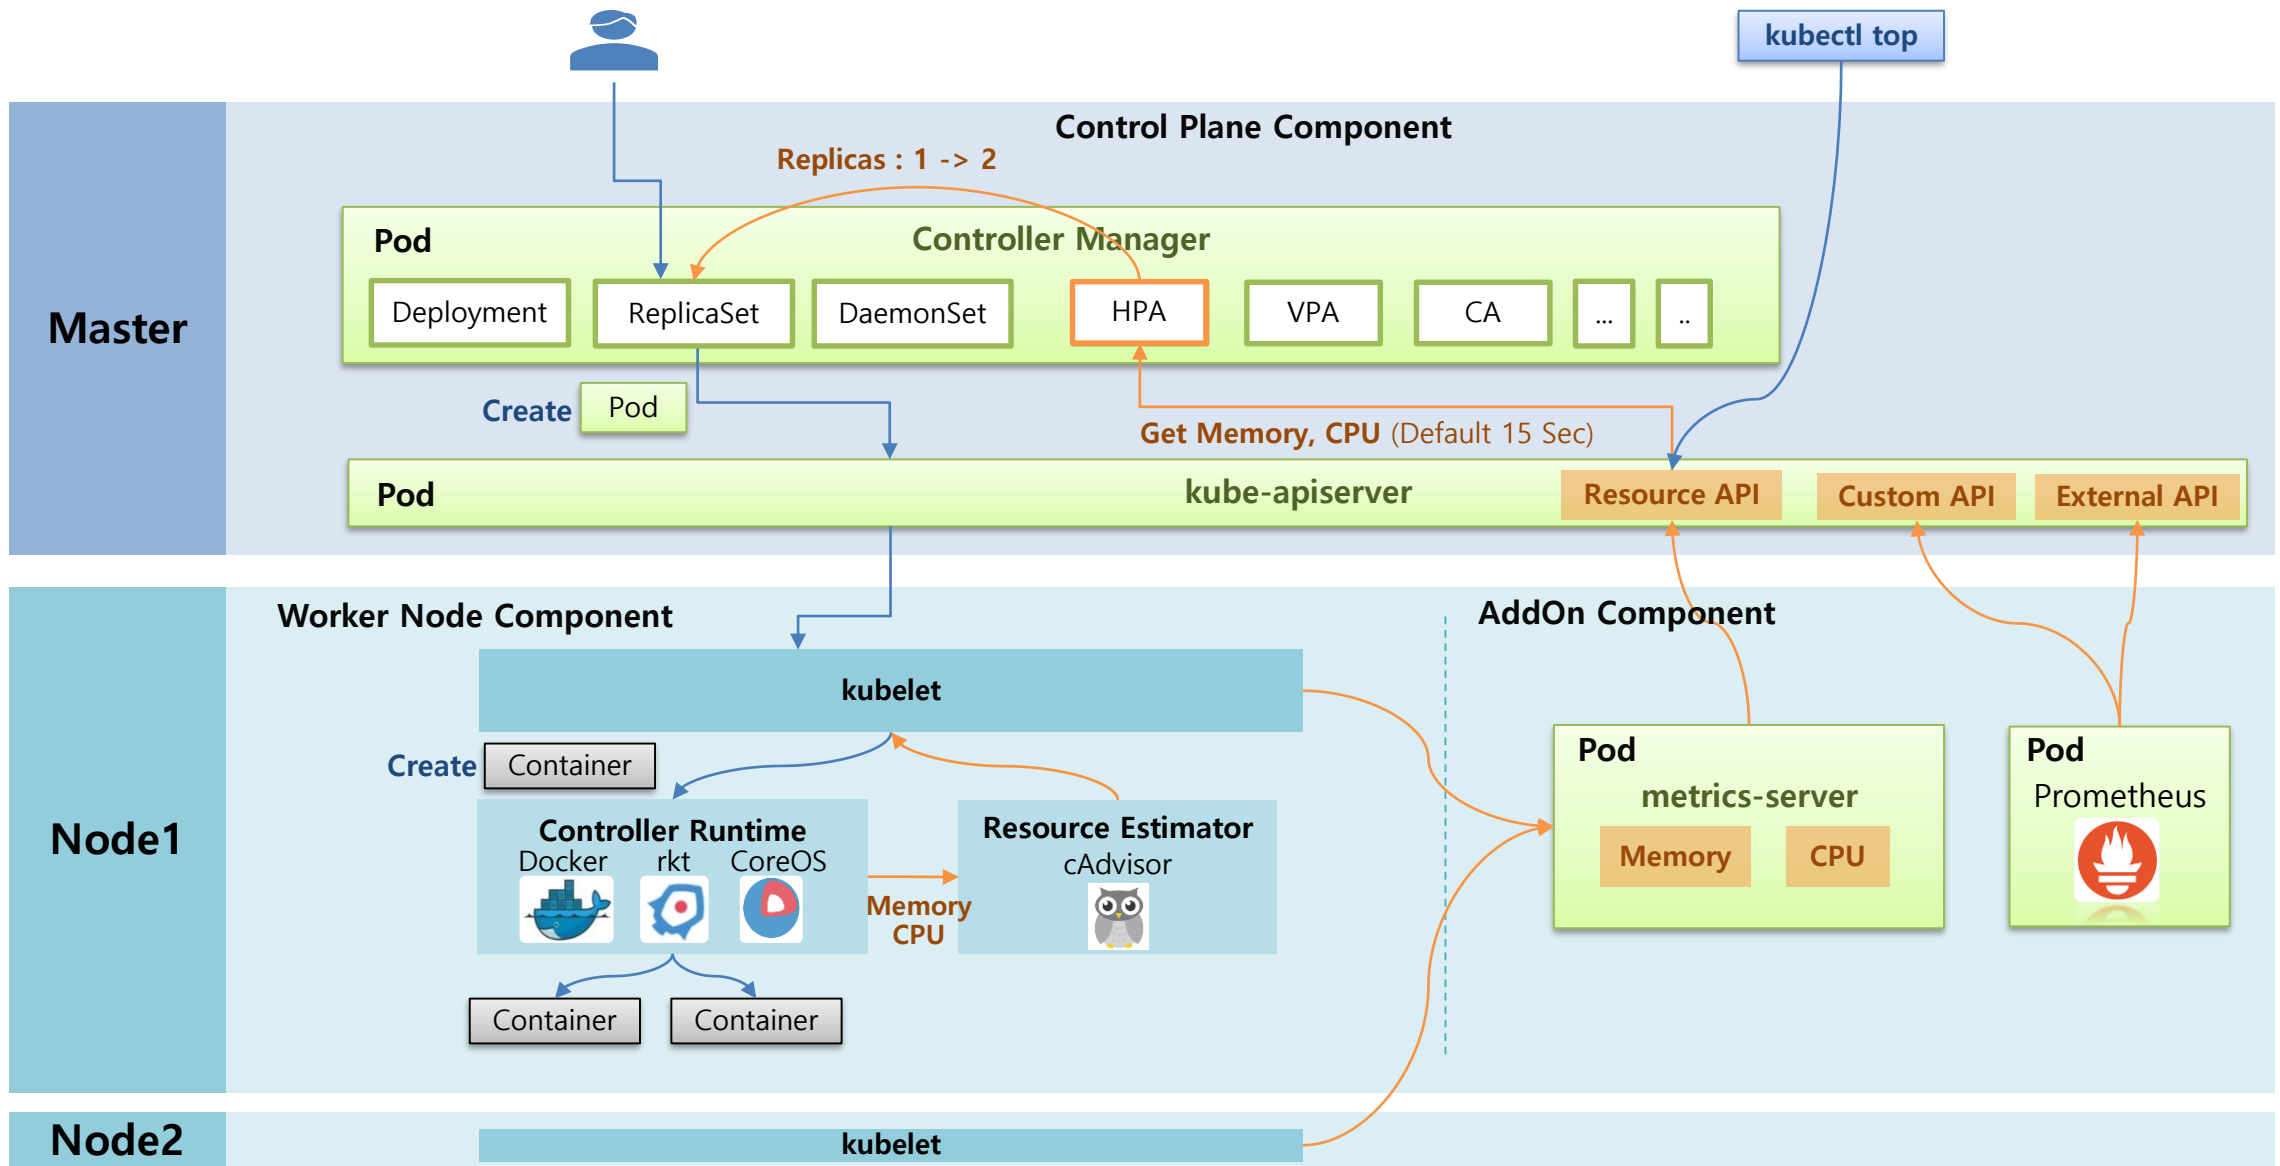 kubectl top
Control Plane Component
Replicas : 1 -> 2
Master
Pod
Controller Manager
Deployment
ReplicaSet
DaemonSet
HPA
VPA
CA
...
..
Create
Pod
Get Memory, CPU (Default 15 Sec)
Pod
kube-apiserver
Resource API
Custom API
External API
Worker Node Component
AddOn Component
Node1
kubelet
Create
Container
Controller Runtime
Docker
rkt
CoreOS
Memory
CPU
Resource Estimator
cAdvisor
Container
Container
Pod
metrics-server
Memory
CPU
Pod
Prometheus
Node2
kubelet